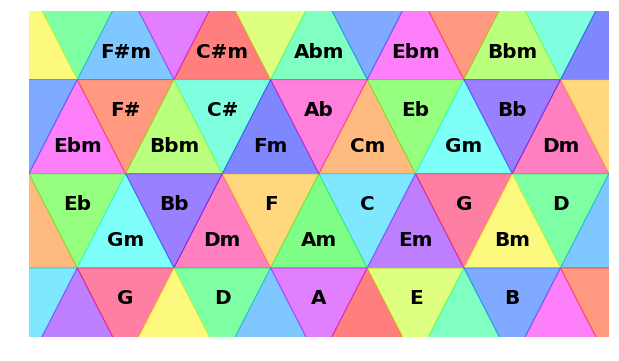 F#m C#m Abm Ebm Bbm
F# C# Ab Eb Bb
Ebm Bbm Fm Cm Gm Dm
Eb Bb F C G D
Gm Dm Am Em Bm
G D A E B